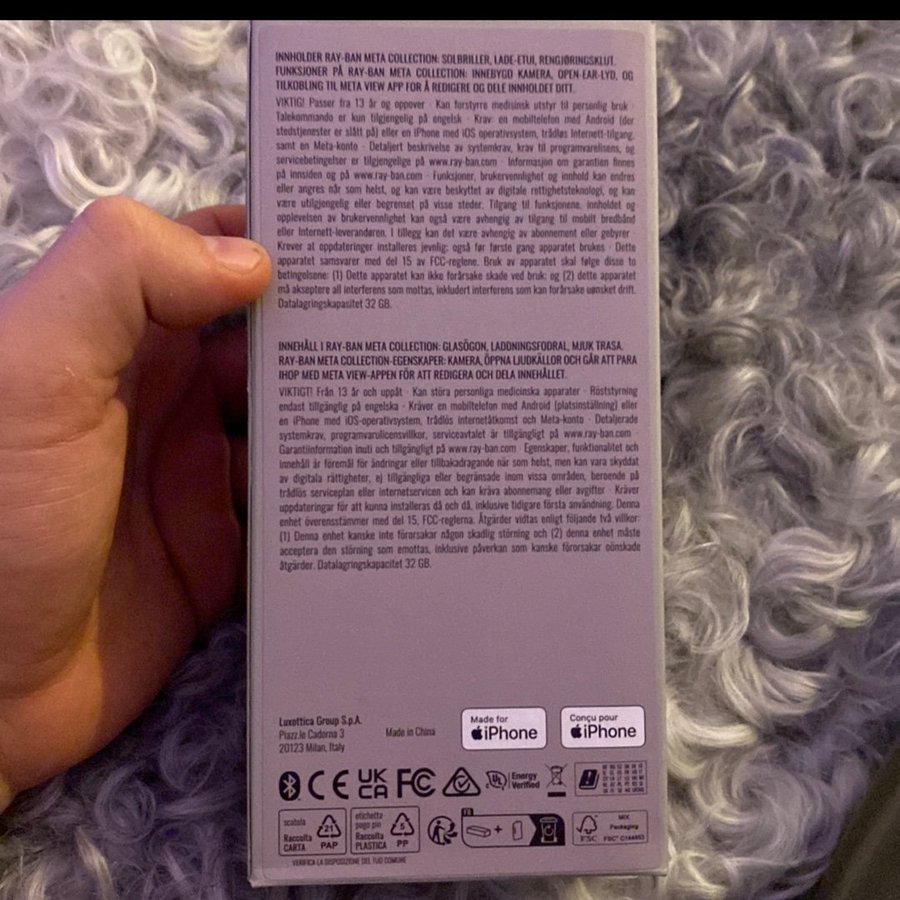 INNHOLDER RAY-BAN META COLLECTION: SOLBRILLER, LADE-ETUI, RENGJØRINGSKLUT.
FUNKSJONER PÅ RAY-BAN META COLLECTION: INNEBYGD KAMERA, OPEN-EAR-LYD, OG
TILKOBLING TIL META VIEW APP FOR Å REDIGERE OG DELE INNHOLDET DITT.
VIKTIG! Passer fra 13 år og oppover · Kan forstyrre medisinsk utstyr til personlig bruk ·
Talekommando er kun tilgjengelig på engelsk · Krav: en mobiltelefon med Android (der
stedstjenester er slått på) eller en iPhone med iOS operativsystem, trådløs Internett-tilgang,
samt en Meta-konto · Detaljert beskrivelse av systemkrav, krav til programvarelisens, og
servicebetingelser er tilgjengelige på www.ray-ban.com · Informasjon om garantien finnes
på innsiden og på www.ray-ban.com · Funksjoner, brukervennlighet og innhold kan endres
eller angres når som helst, og kan være beskyttet av digitale rettighetsteknologi, og kan
være utilgjengelig eller begrenset på visse steder. Tilgang til funksjonene, innholdet og
opplevelsen av brukervennlighet kan også være avhengig av tilgang til mobilt bredbånd
eller Internett-leverandøren. I tillegg kan det være avhengig av abonnement eller gebyrer ·
Krever at oppdateringer installeres jevnlig; også før første gang apparatet brukes · Dette
apparatet samsvarer med del 15 av FCC-reglene. Bruk av apparatet skal følge disse to
betingelsene: (1) Dette apparatet kan ikke forårsake skade ved bruk; og (2) dette apparatet
må akseptere all interferens som mottas, inkludert interferens som kan forårsake uønsket drift.
Datalagringskapasitet 32 GB.
INNEHÅLL I RAY-BAN META COLLECTION: GLASÖGON, LADDNINGSFODRAL, MJUK TRASA.
RAY-BAN META COLLECTION-EGENSKAPER: KAMERA, ÖPPNA LJUDKÄLLOR OCH GÅR ATT PARA
IHOP MED META VIEW-APPEN FÖR ATT REDIGERA OCH DELA INNEHÅLLET.
VIKTIGT! Från 13 år och uppåt · Kan störa personliga medicinska apparater · Röststyrning
endast tillgänglig på engelska · Kräver en mobiltelefon med Android (platsinställning) eller
en iPhone med iOS-operativsystem, trådlös internetåtkomst och Meta-konto · Detaljerade
systemkrav, programvarulicensvillkor, serviceavtalet är tillgängligt på www.ray-ban.com ·
Garantiinformation inuti och tillgängligt på www.ray-ban.com · Egenskaper, funktionalitet och
innehåll är föremål för ändringar eller tillbakadragande när som helst, men kan vara skyddat
av digitala rättigheter, ej tillgängliga eller begränsade inom vissa områden, beroende på
trådlös serviceplan eller internetservicen och kan kräva abonnemang eller avgifter · Kräver
uppdateringar för att kunna installeras då och då, inklusive tidigare första användning. Denna
enhet överensstämmer med del 15, FCC-reglerna. Åtgärder vidtas enligt följande två villkor:
(1) Denna enhet kanske inte förorsakar någon skadlig störning och (2) denna enhet måste
acceptera den störning som emottas, inklusive påverkan som kanske förorsakar oönskade
åtgärder. Datalagringskapacitet 32 GB.
Luxottica Group S.p.A.
Piazz.le Cadorna 3
20123 Milan, Italy
Made in China
Made for
iPhone
Conçu pour
iPhone
CE UK CA FC
UL Energy
Verified
scatola
Raccolta
CARTA
21
PAP
etichetta
pago pin
Raccolta
PLASTICA
5
PP
FR
+
FSC
MIX
Packaging
FSC® C144853
VERIFICA LA DISPOSIZIONE DEL TUO COMUNE